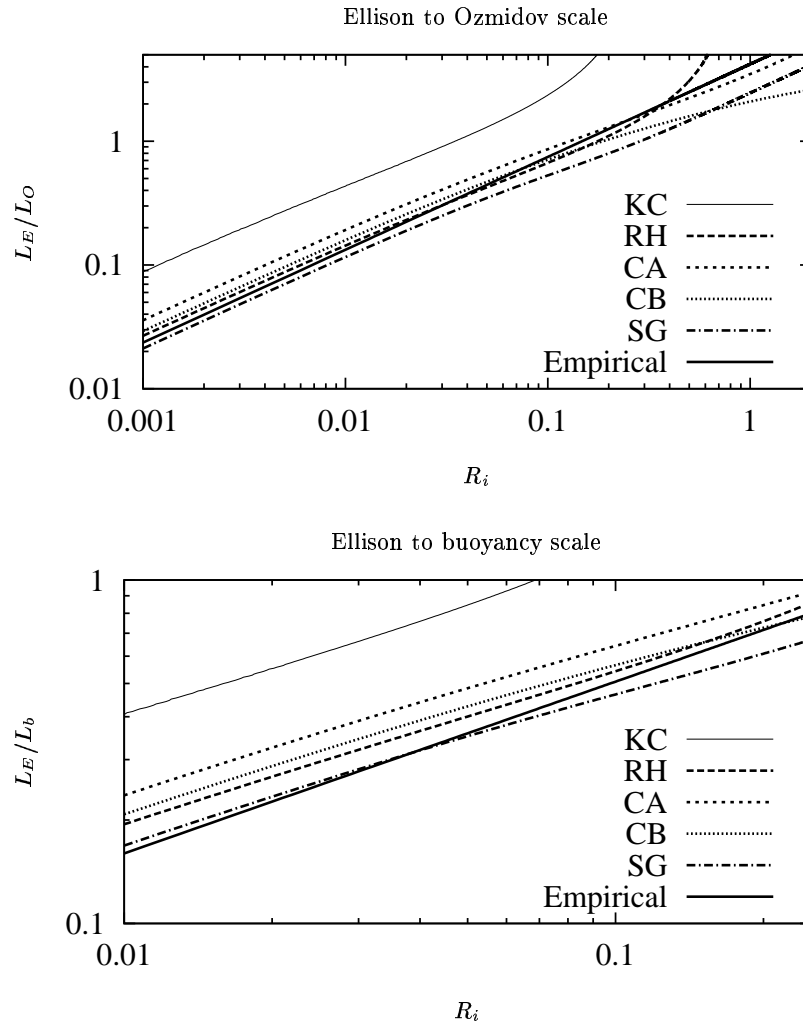 Ellison to Ozmidov scale
1
0.1
0.01
L_E/L_O
KC
RH
CA
CB
SG
Empirical
0.001
0.01
0.1
1
R_i
Ellison to buoyancy scale
1
0.1
L_E/L_b
KC
RH
CA
CB
SG
Empirical
0.01
0.1
R_i